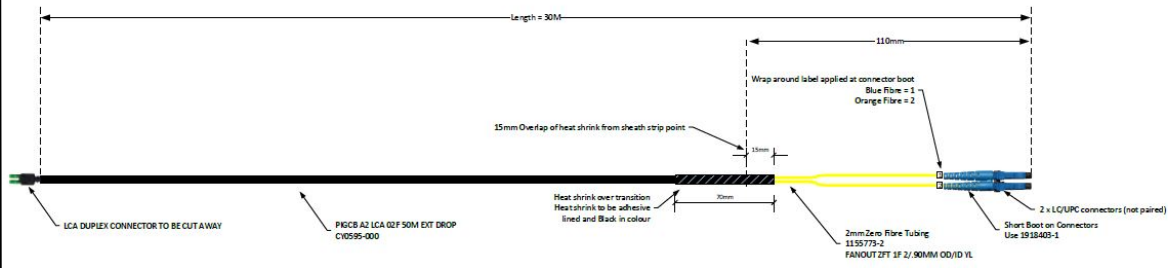 Length = 30M
110mm
Wrap around label applied at connector boot
Blue Fibre = 1
Orange Fibre = 2
15mm Overlap of heat shrink from sheath strip point
15mm
Heat shrink over transition
Heat shrink to be adhesive
lined and Black in colour
70mm
LCA DUPLEX CONNECTOR TO BE CUT AWAY
PIGCB A2 LCA 02F 50M EXT DROP
CY0595-000
2mm Zero Fibre Tubing
1155773-2
FANOUT ZFT 1F 2/.90MM OD/ID YL
2 x LC/UPC connectors (not paired)
Short Boot on Connectors
Use 1918403-1